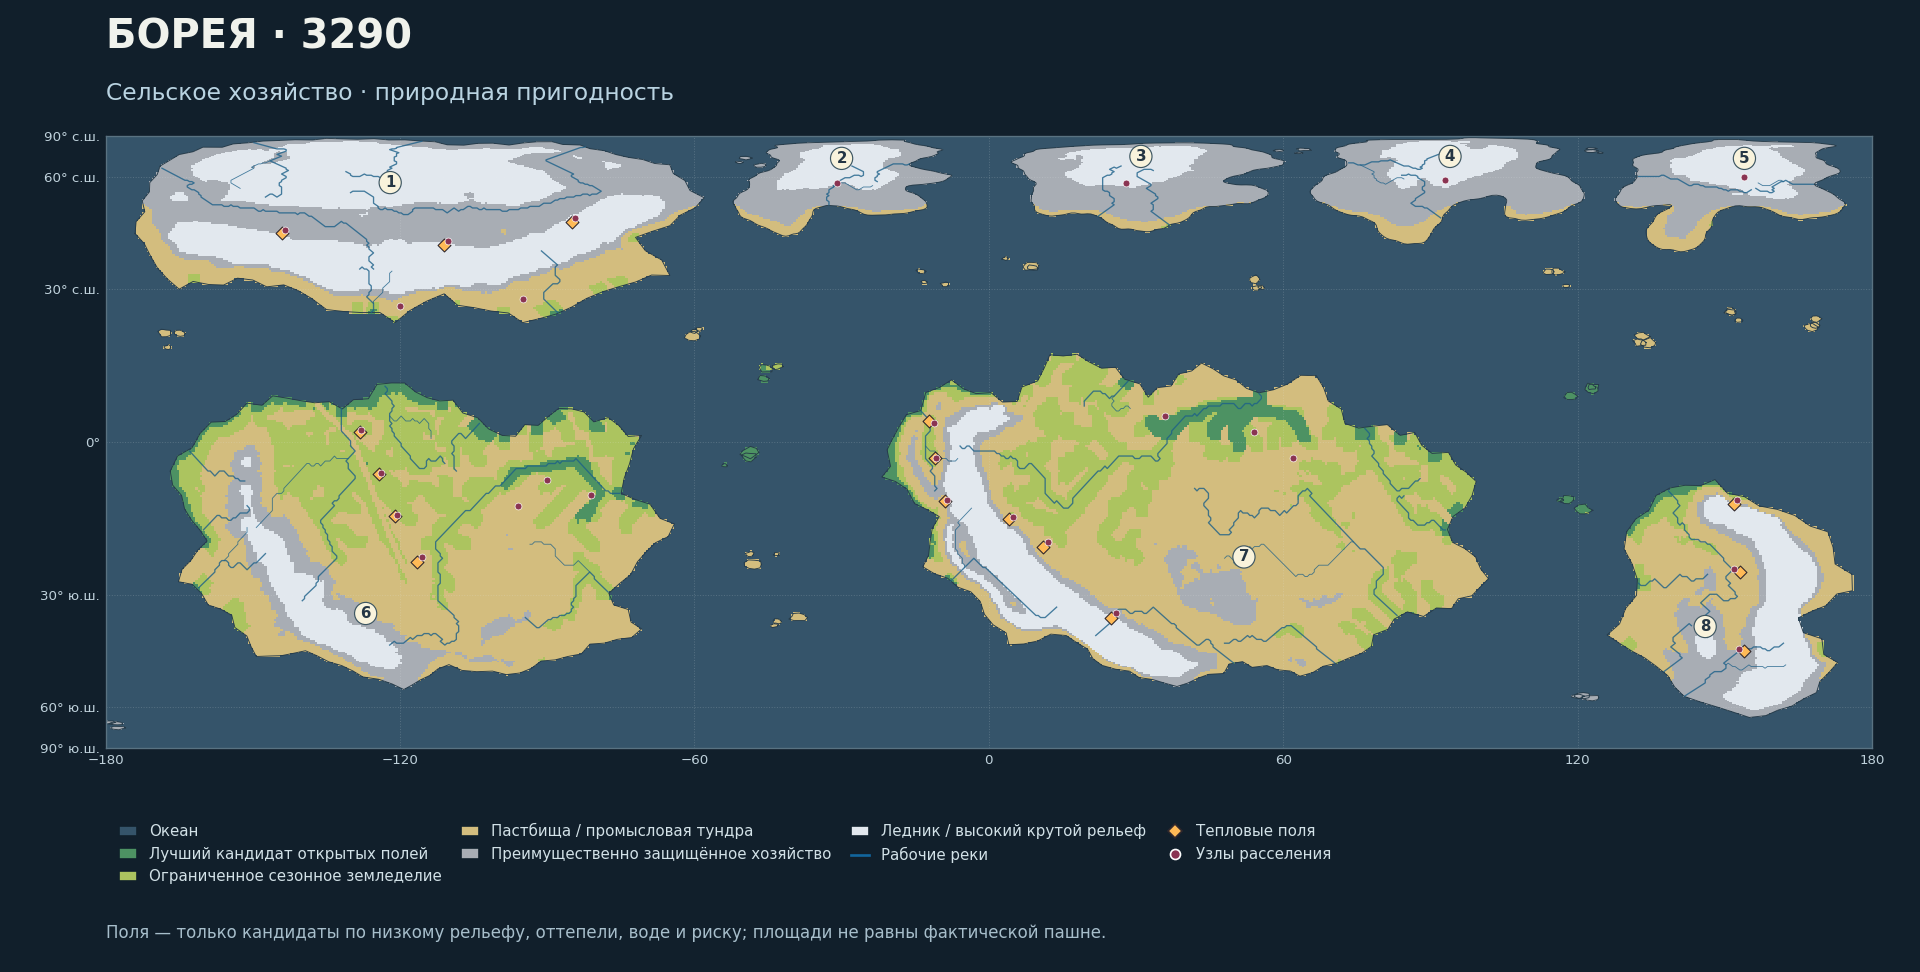 БОРЕЯ · 3290
Сельское хозяйство · природная пригодность
90° с.ш.
60° с.ш.
30° с.ш.
0°
30° ю.ш.
60° ю.ш.
90° ю.ш.
1
2
3
4
5
6
7
8
−180
−120
−60
0
60
120
180
Океан
Лучший кандидат открытых полей
Ограниченное сезонное земледелие
Пастбища / промысловая тундра
Преимущественно защищённое хозяйство
Ледник / высокий крутой рельеф
Рабочие реки
Тепловые поля
Узлы расселения
Поля — только кандидаты по низкому рельефу, оттепели, воде и риску; площади не равны фактической пашне.